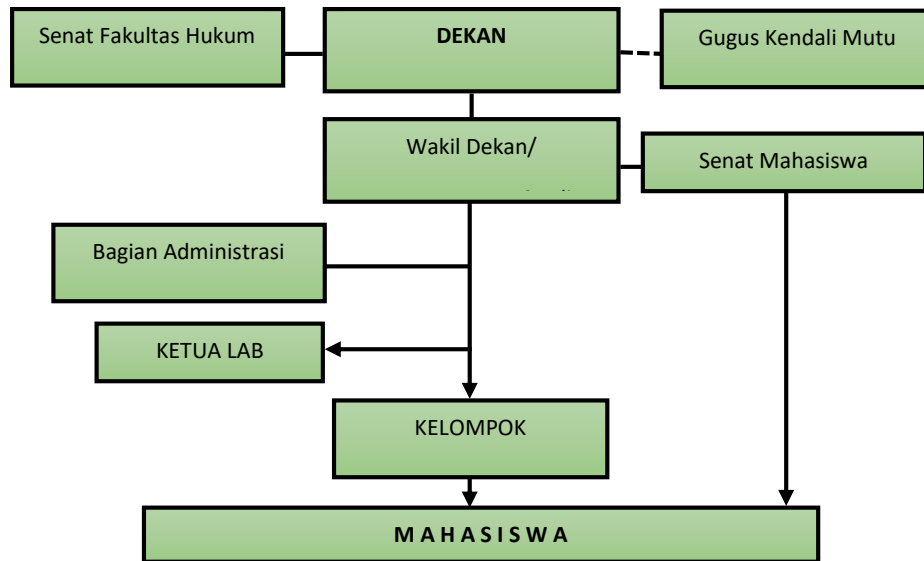 Senat Fakultas Hukum
DEKAN
Gugus Kendali Mutu
Wakil Dekan/
Senat Mahasiswa
Bagian Administrasi
KETUA LAB
KELOMPOK
M A H A S I S W A